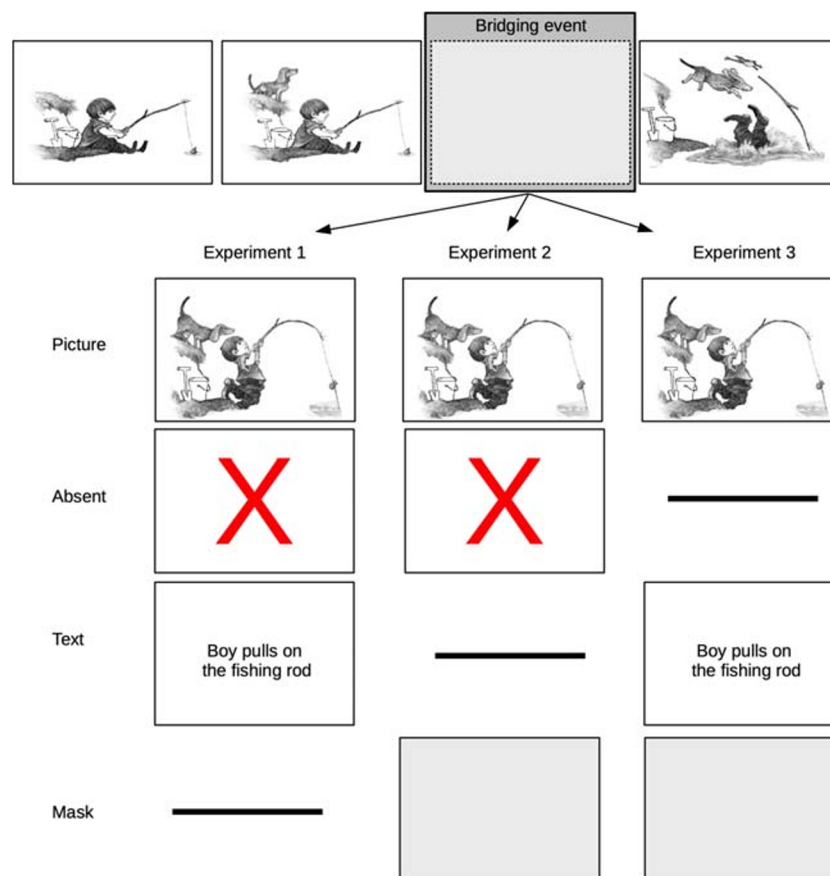 Bridging event
Experiment 1
Experiment 2
Experiment 3
Picture
Absent
Text
Boy pulls on
the fishing rod
Boy pulls on
the fishing rod
Mask